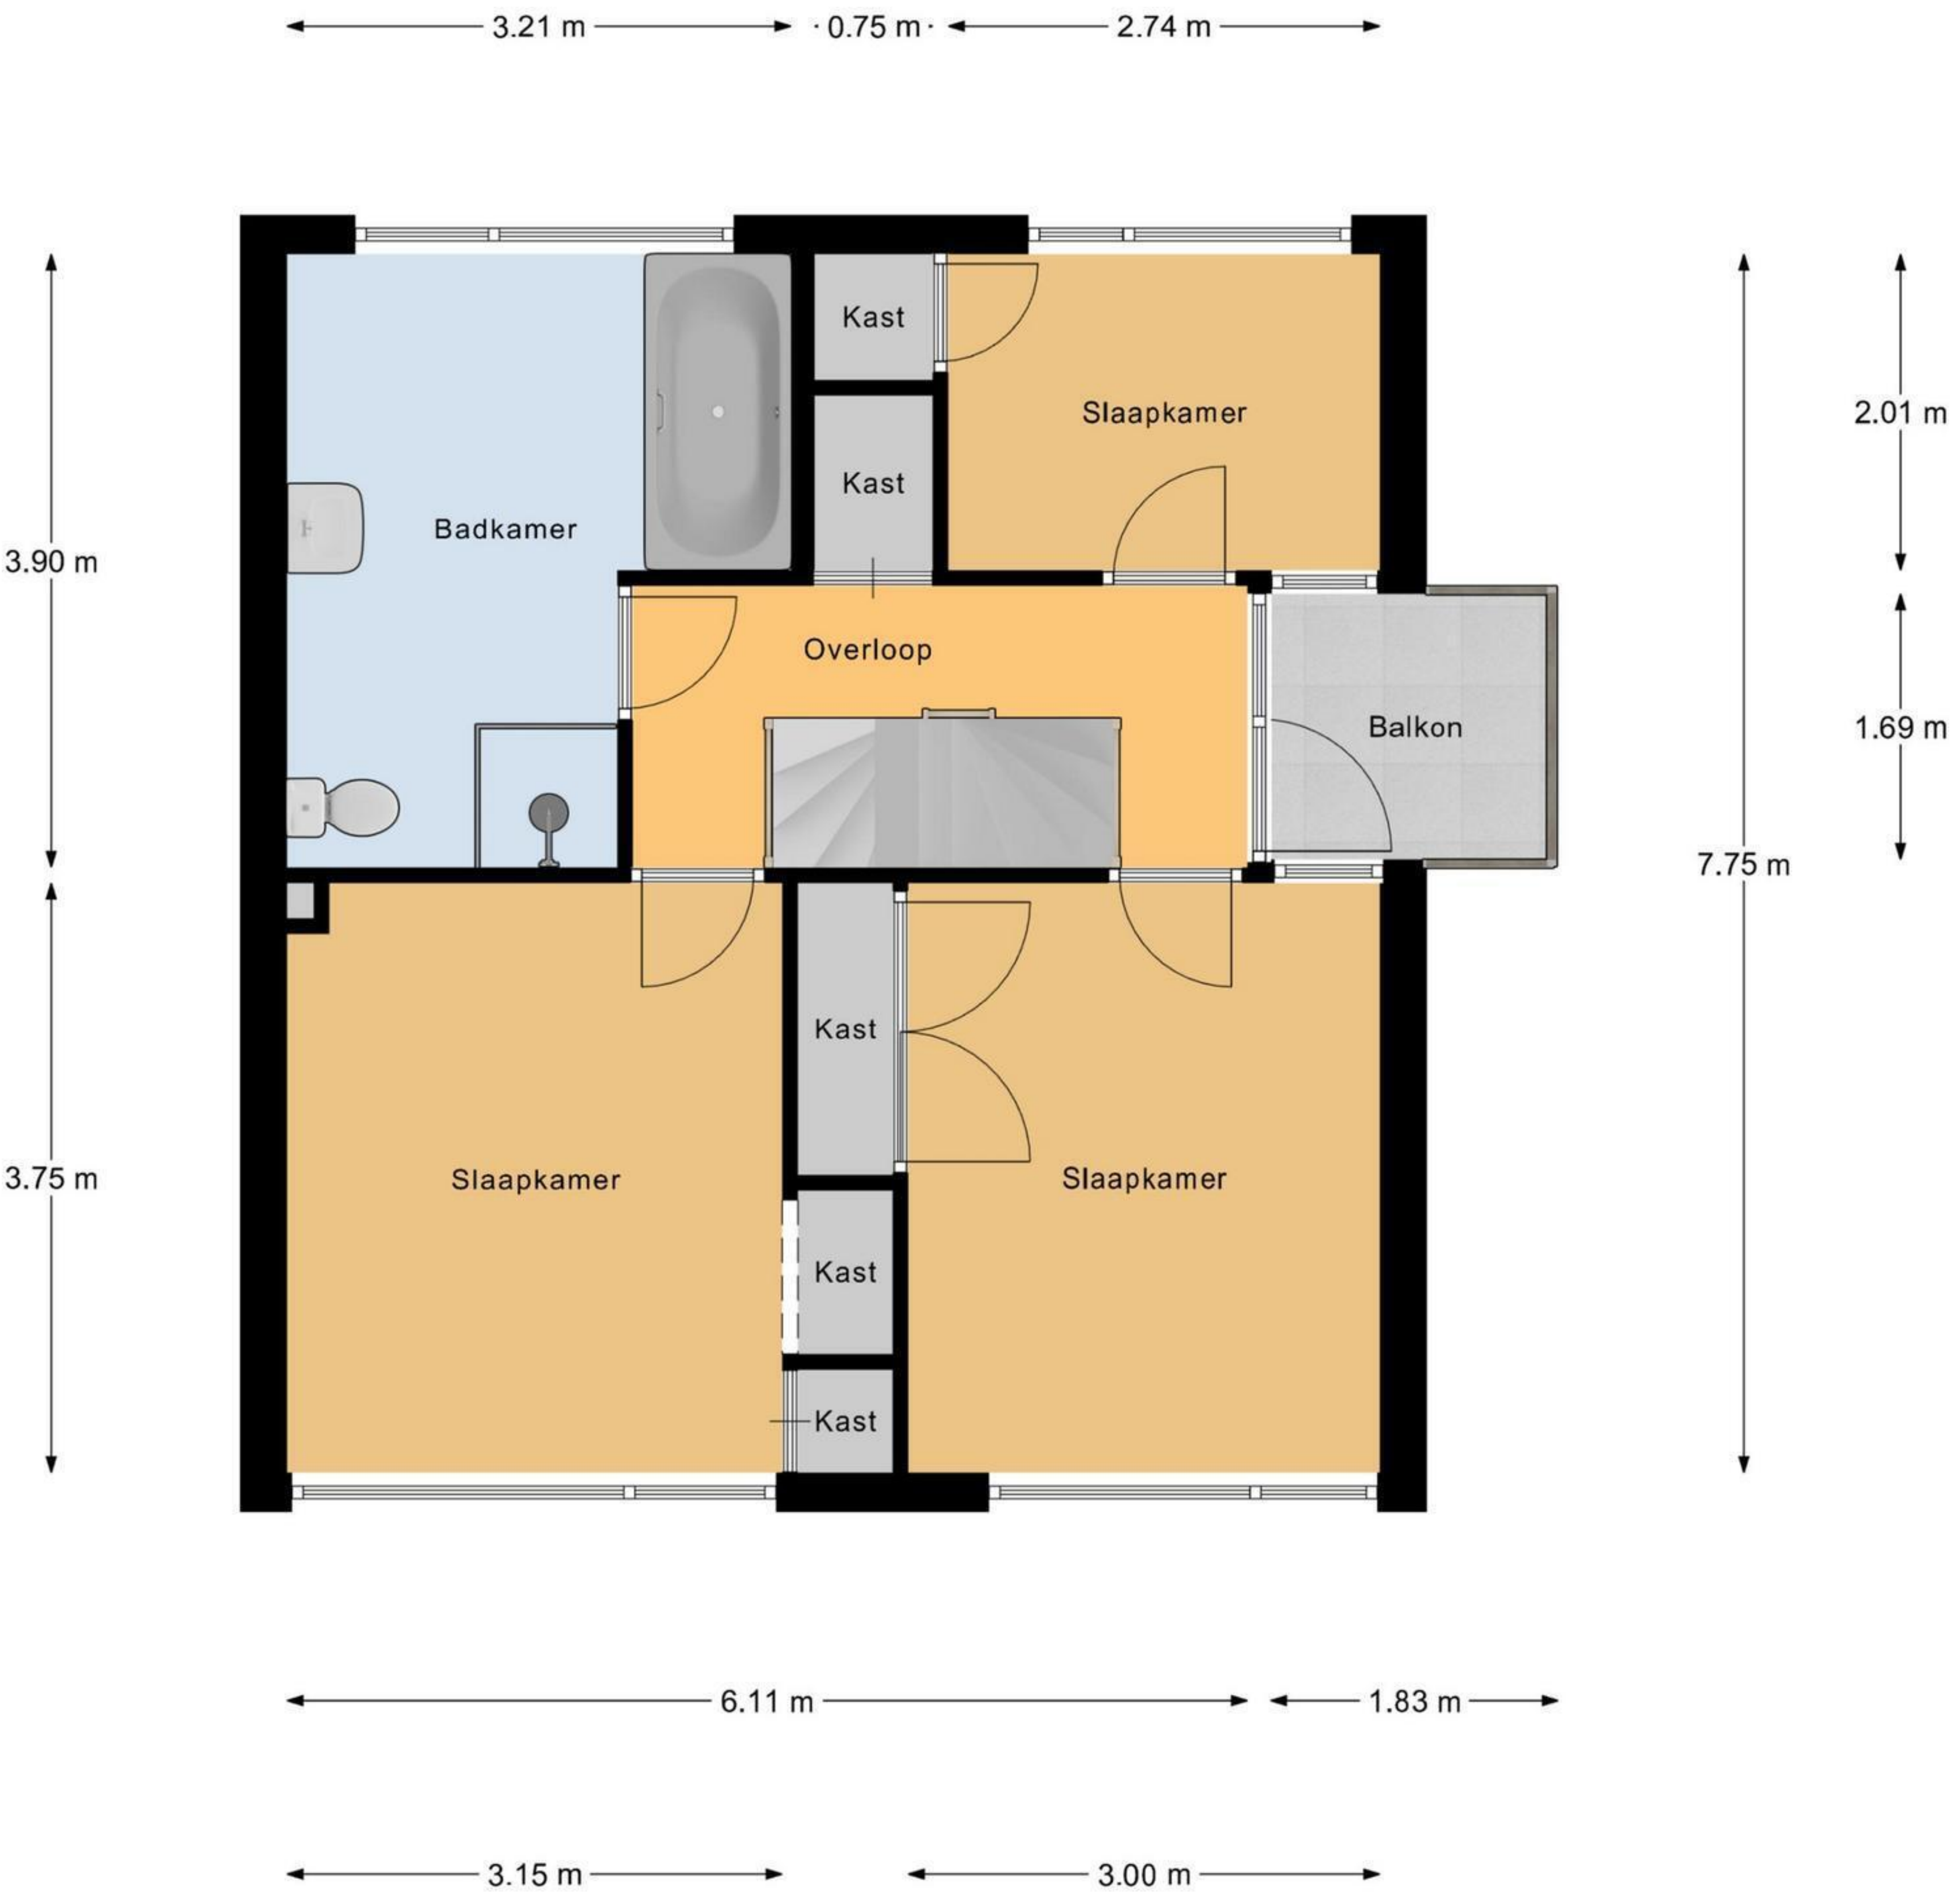 3.21 m
0.75 m
2.74 m
Kast
Slaapkamer
2.01 m
Kast
Badkamer
3.90 m
Overloop
Balkon
1.69 m
7.75 m
Kast
Slaapkamer
Slaapkamer
3.75 m
Kast
Kast
6.11 m
1.83 m
3.15 m
3.00 m